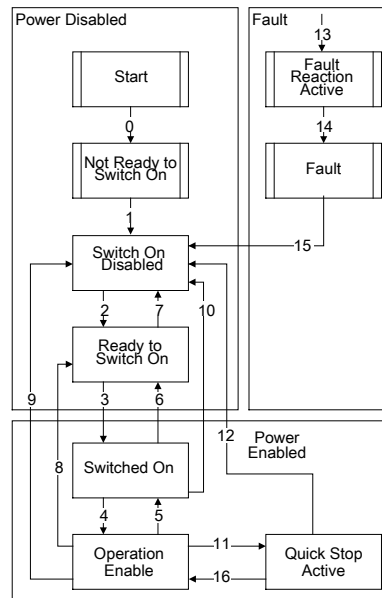 Power Disabled
Fault
13
Start
Fault
Reaction
Active
0
14
Not Ready to
Switch On
Fault
1
Switch On
Disabled
15
2
7
10
Ready to
Switch On
9
3
6
12
Power
Enabled
8
Switched On
4
5
11
Operation
Enable
Quick Stop
Active
16